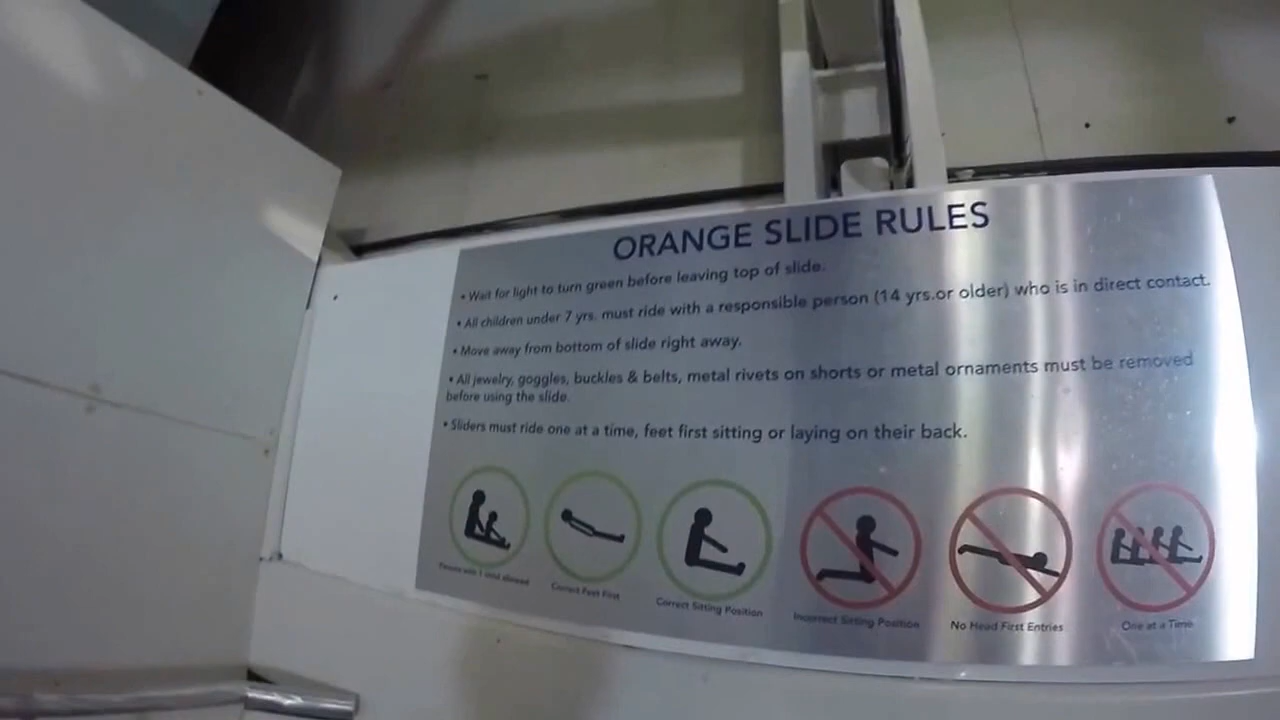 ORANGE SLIDE RULES
• Wait for light to turn green before leaving top of slide.
• All children under 7 yrs. must ride with a responsible person (14 yrs.or older) who is in direct contact.
• Move away from bottom of slide right away.
• All jewelry, goggles, buckles & belts, metal rivets on shorts or metal ornaments must be removed
before using the slide.
• Sliders must ride one at a time, feet first sitting or laying on their back.
with 1 child allowed
Correct Feet First
Correct Sitting Position
Incorrect Sitting Position
No Head First Entries
One at a Time